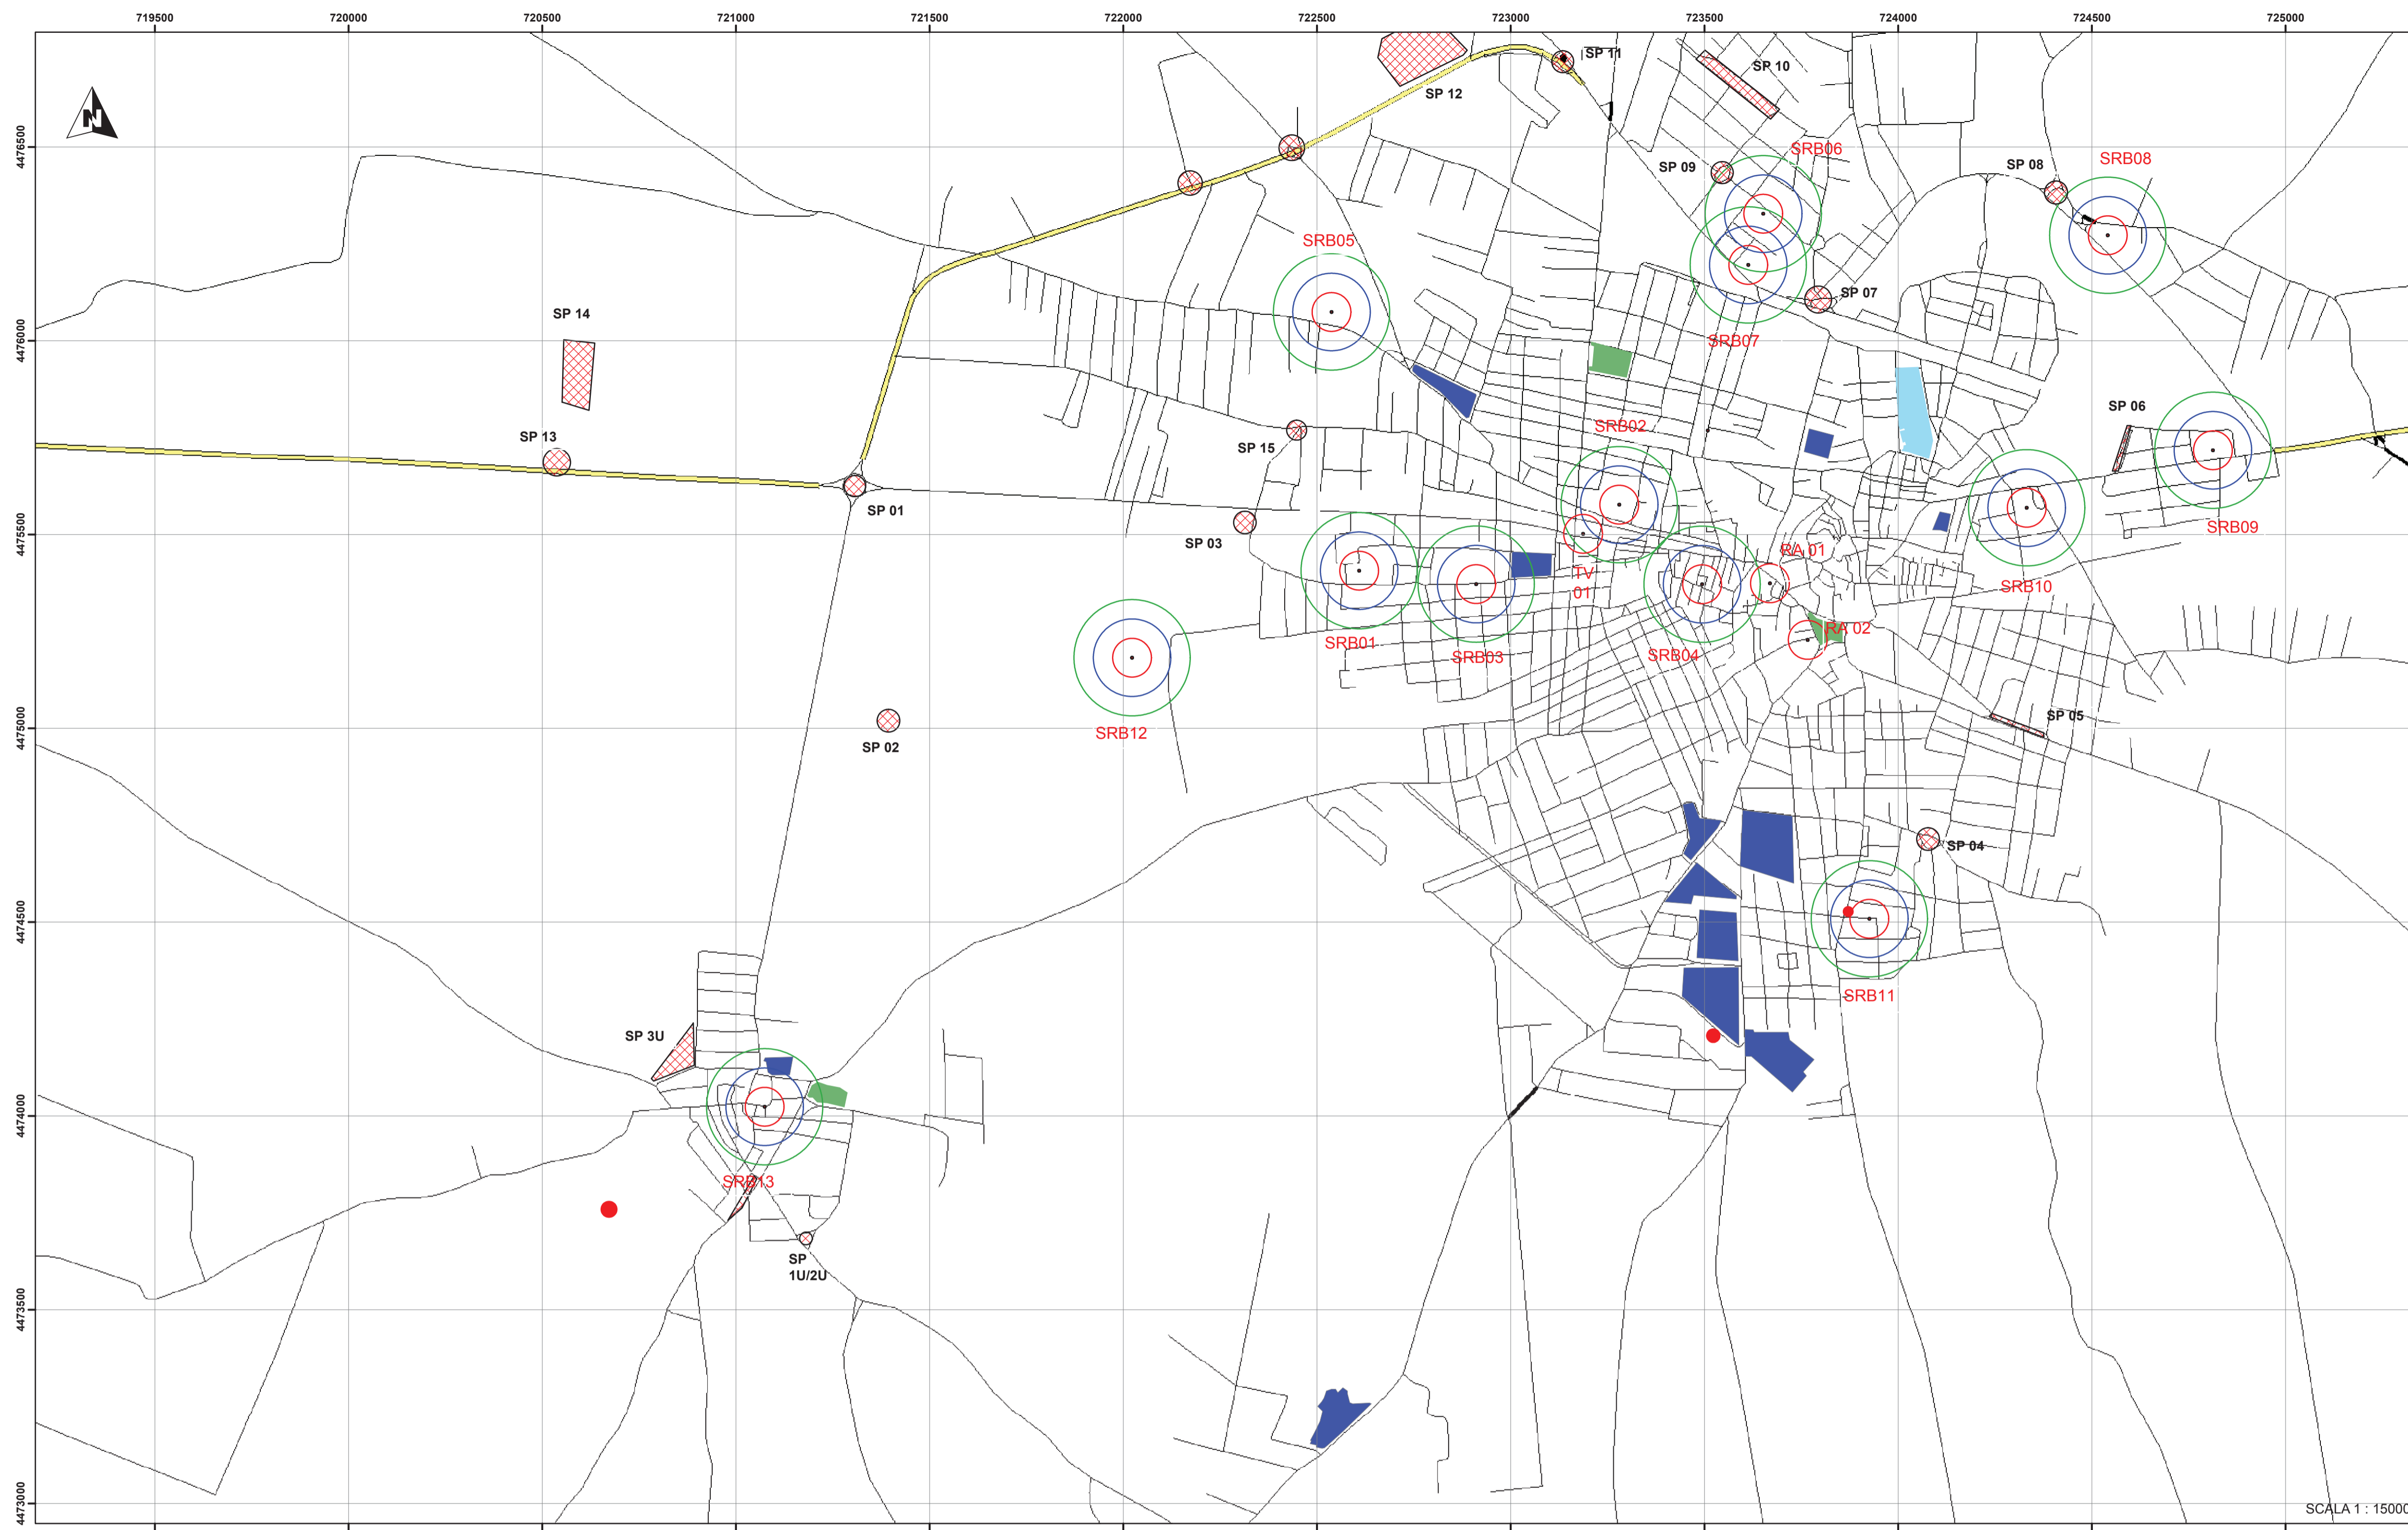 719500 720000 720500 721000 721500 722000 722500 723000 723500 724000 724500 725000
SP 11
SP 10
SP 12
N
4476500
SRB06
SRB08
SP 09
SP 08
SRB05
SP 07
SP 14
4476000
SRB07
SP 06
SRB02
SP 13
SP 15
SP 01
SRB09
4475500
SP 03
RA 01
TV
01
SRB10
RA 02
SRB01
SRB03
SRB04
SP 05
SRB12
4475000
SP 02
SP 04
4474500
SRB11
SP 3U
4474000
SRB13
SP
1U/2U
4473500
4473000
SCALA 1 : 15000